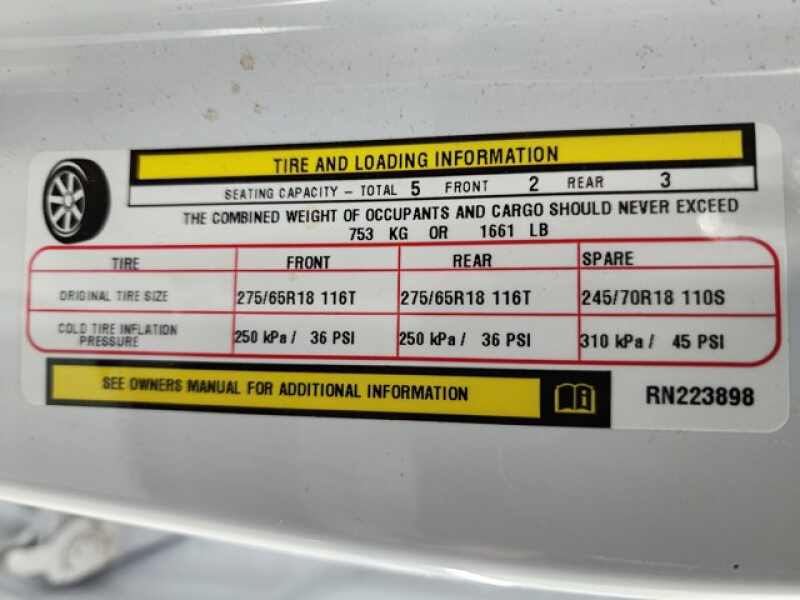 TIRE AND LOADING INFORMATION
SEATING CAPACITY - TOTAL 5 FRONT 2 REAR 3
THE COMBINED WEIGHT OF OCCUPANTS AND CARGO SHOULD NEVER EXCEED
753 KG OR 1661 LB
TIRE FRONT REAR SPARE
ORIGINAL TIRE SIZE 275/65R18 116T 275/65R18 116T 245/70R18 110S
COLD TIRE INFLATION
PRESSURE 250 kPa/ 36 PSI 250 kPa/ 36 PSI 310 kPa/ 45 PSI
SEE OWNERS MANUAL FOR ADDITIONAL INFORMATION RN223898